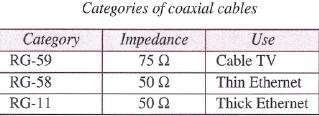 Categories of coaxial cables
Category Impedance Use
RG-59 75 Ω Cable TV
RG-58 50 Ω Thin Ethernet
RG-11 50 Ω Thick Ethernet